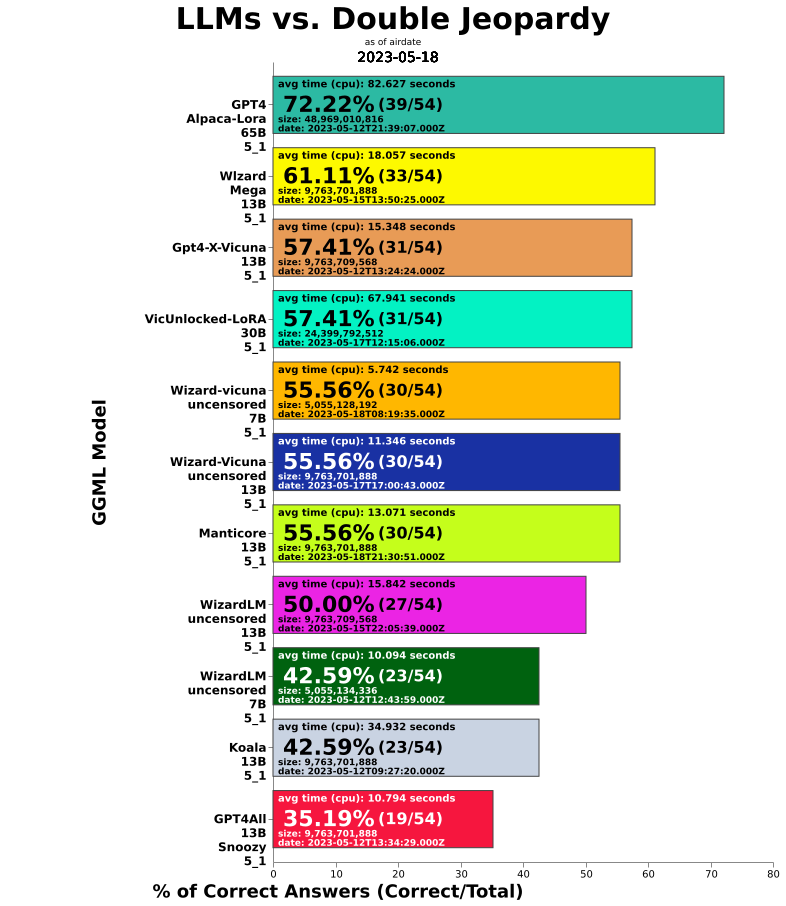 LLMs vs. Double Jeopardy
as of airdate
2023-05-18
GGML Model
GPT4
Alpaca-Lora
65B
5_1
avg time (cpu): 82.627 seconds
72.22% (39/54)
size: 48,969,010,816
date: 2023-05-12T21:39:07.000Z
WIzard
Mega
13B
5_1
avg time (cpu): 18.057 seconds
61.11% (33/54)
size: 9,763,701,888
date: 2023-05-15T13:50:25.000Z
Gpt4-X-Vicuna
13B
5_1
avg time (cpu): 15.348 seconds
57.41% (31/54)
size: 9,763,709,568
date: 2023-05-12T13:24:24.000Z
VicUnlocked-LoRA
30B
5_1
avg time (cpu): 67.941 seconds
57.41% (31/54)
size: 24,399,792,512
date: 2023-05-17T12:15:06.000Z
Wizard-vicuna
uncensored
7B
5_1
avg time (cpu): 5.742 seconds
55.56% (30/54)
size: 5,055,128,192
date: 2023-05-18T08:19:35.000Z
Wizard-Vicuna
uncensored
13B
5_1
avg time (cpu): 11.346 seconds
55.56% (30/54)
size: 9,763,701,888
date: 2023-05-17T17:00:43.000Z
Manticore
13B
5_1
avg time (cpu): 13.071 seconds
55.56% (30/54)
size: 9,763,701,888
date: 2023-05-18T21:30:51.000Z
WizardLM
uncensored
13B
5_1
avg time (cpu): 15.842 seconds
50.00% (27/54)
size: 9,763,709,568
date: 2023-05-15T22:05:39.000Z
WizardLM
uncensored
7B
5_1
avg time (cpu): 10.094 seconds
42.59% (23/54)
size: 5,055,134,336
date: 2023-05-12T12:43:59.000Z
Koala
13B
5_1
avg time (cpu): 34.932 seconds
42.59% (23/54)
size: 9,763,701,888
date: 2023-05-12T09:27:20.000Z
GPT4All
13B
Snoozy
5_1
avg time (cpu): 10.794 seconds
35.19% (19/54)
size: 9,763,701,888
date: 2023-05-12T13:34:29.000Z
0 10 20 30 40 50 60 70 80
% of Correct Answers (Correct/Total)